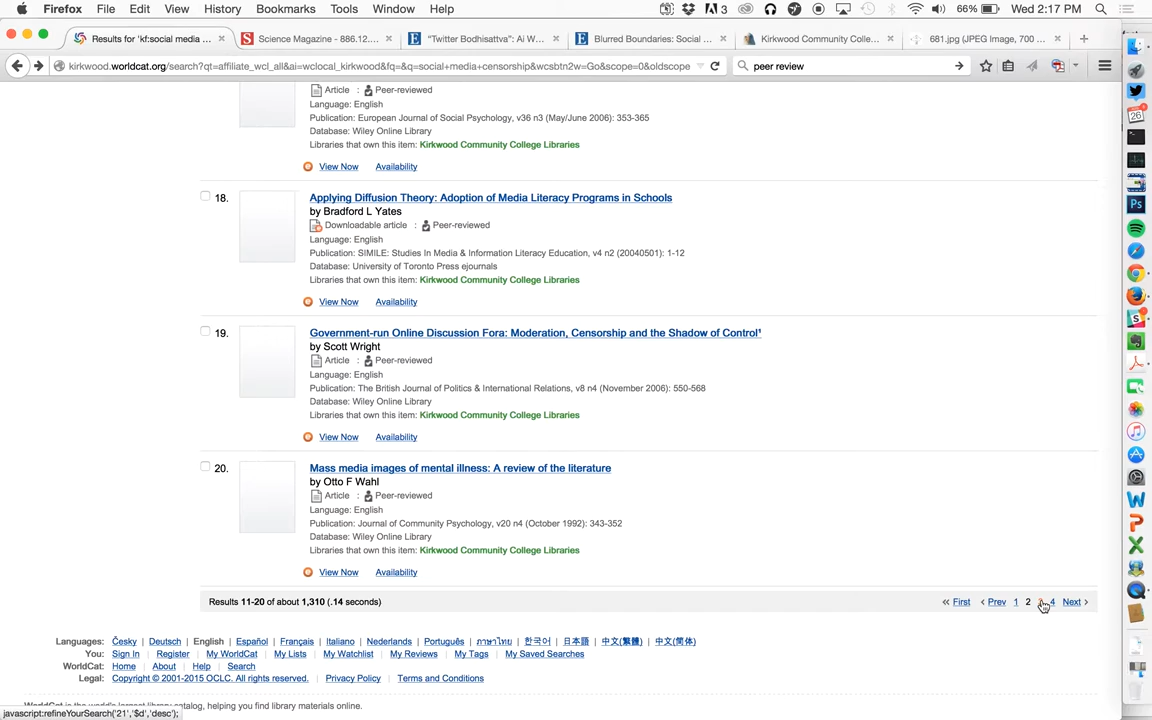 Firefox File Edit View History Bookmarks Tools Window Help 3 66% Wed 2:17 PM
Results for 'kf:social media ... Science Magazine - 886.12.... "Twitter Bodhisattva": Ai W... Blurred Boundaries: Social ... Kirkwood Community Colle... 681.jpg (JPEG Image, 700 ...
kirkwood.worldcat.org/search?qt=affiliate_wcl_all&ai=wclocal_kirkwood&fq=&q=social+media+censorship&wcsbtn2w=Go&scope=0&oldscope peer review
Article : Peer-reviewed
Language: English
Publication: European Journal of Social Psychology, v36 n3 (May/June 2006): 353-365
Database: Wiley Online Library
Libraries that own this item: Kirkwood Community College Libraries
View Now Availability
18. Applying Diffusion Theory: Adoption of Media Literacy Programs in Schools
by Bradford L Yates
Downloadable article : Peer-reviewed
Language: English
Publication: SIMILE: Studies In Media & Information Literacy Education, v4 n2 (20040501): 1-12
Database: University of Toronto Press ejournals
Libraries that own this item: Kirkwood Community College Libraries
View Now Availability
19. Government-run Online Discussion Fora: Moderation, Censorship and the Shadow of Control¹
by Scott Wright
Article : Peer-reviewed
Language: English
Publication: The British Journal of Politics & International Relations, v8 n4 (November 2006): 550-568
Database: Wiley Online Library
Libraries that own this item: Kirkwood Community College Libraries
View Now Availability
20. Mass media images of mental illness: A review of the literature
by Otto F Wahl
Article : Peer-reviewed
Language: English
Publication: Journal of Community Psychology, v20 n4 (October 1992): 343-352
Database: Wiley Online Library
Libraries that own this item: Kirkwood Community College Libraries
View Now Availability
Results 11-20 of about 1,310 (.14 seconds) « First ‹ Prev 1 2 3 4 Next ›
Languages: Česky | Deutsch | English | Español | Français | Italiano | Nederlands | Português | ภาษาไทย | 한국어 | 日本語 | 中文(繁體) | 中文(简体)
You: Sign In | Register | My WorldCat | My Lists | My Watchlist | My Reviews | My Tags | My Saved Searches
WorldCat: Home | About | Help | Search
Legal: Copyright © 2001-2015 OCLC. All rights reserved. | Privacy Policy | Terms and Conditions
WorldCat is the world's largest library catalog, helping you find library materials online.
javascript:refineYourSearch('21','$d','desc');